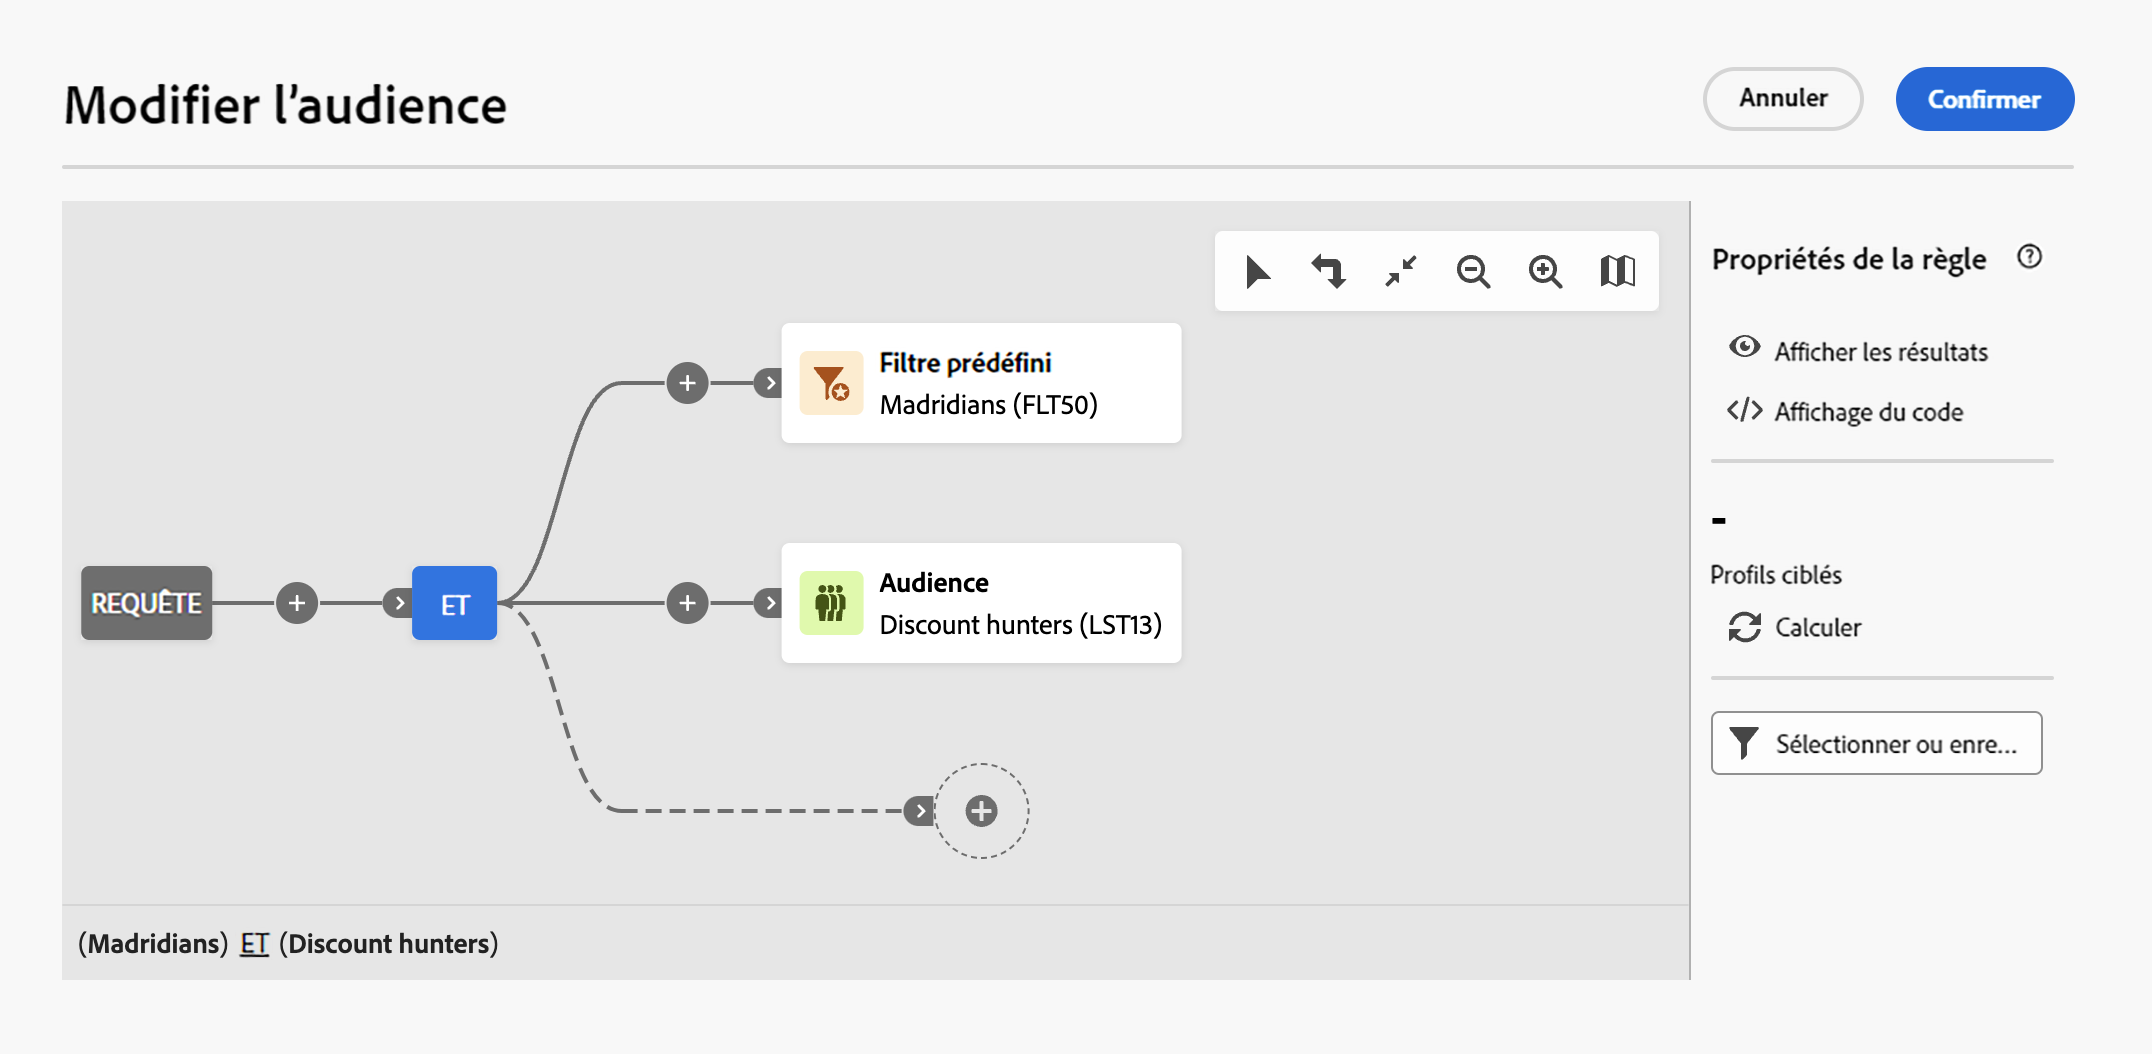 Modifier l’audience
Annuler
Confirmer
Filtre prédéfini
Madridians (FLT50)
REQUÊTE
ET
Audience
Discount hunters (LST13)
(Madridians) ET (Discount hunters)
Propriétés de la règle
Afficher les résultats
Affichage du code
-
Profils ciblés
Calculer
Sélectionner ou enre...